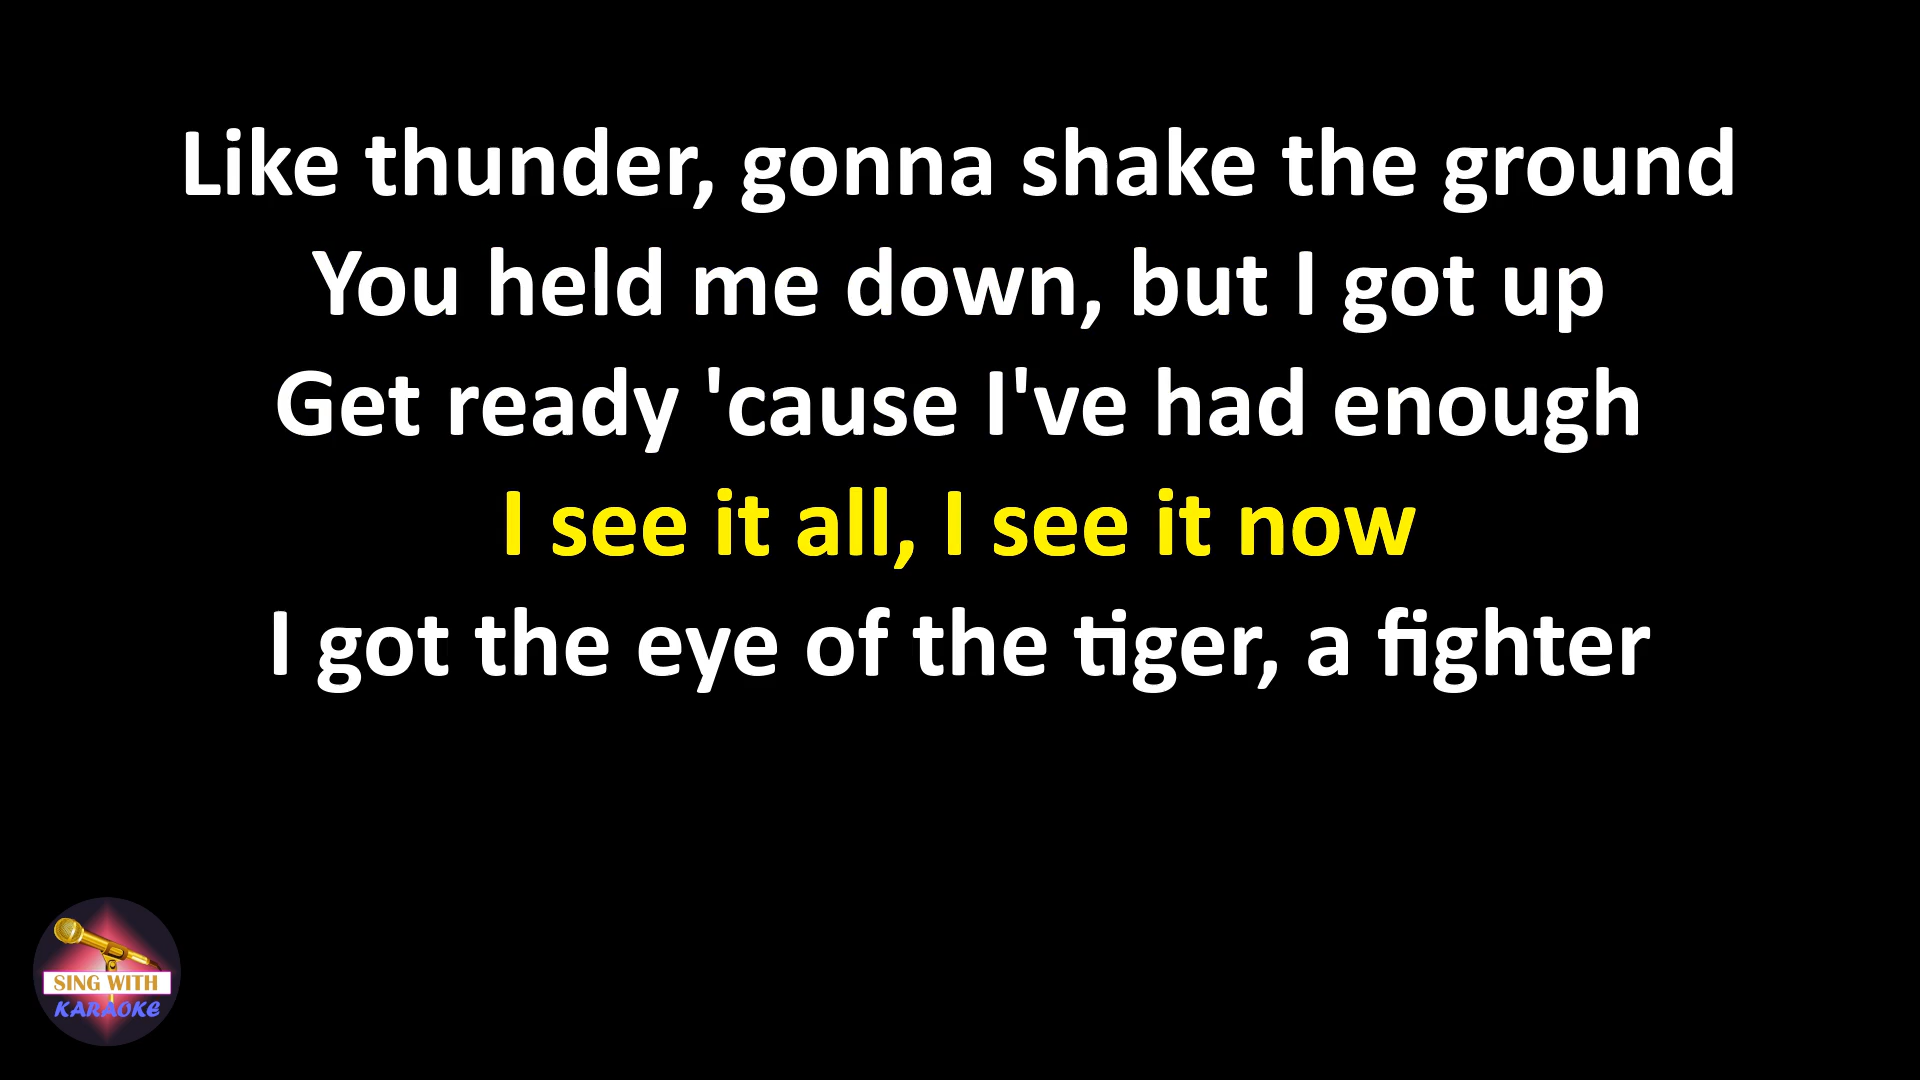 Like thunder, gonna shake the ground
You held me down, but I got up
Get ready 'cause I've had enough
I see it all, I see it now
I got the eye of the tiger, a fighter
SING WITH
KARAOKE